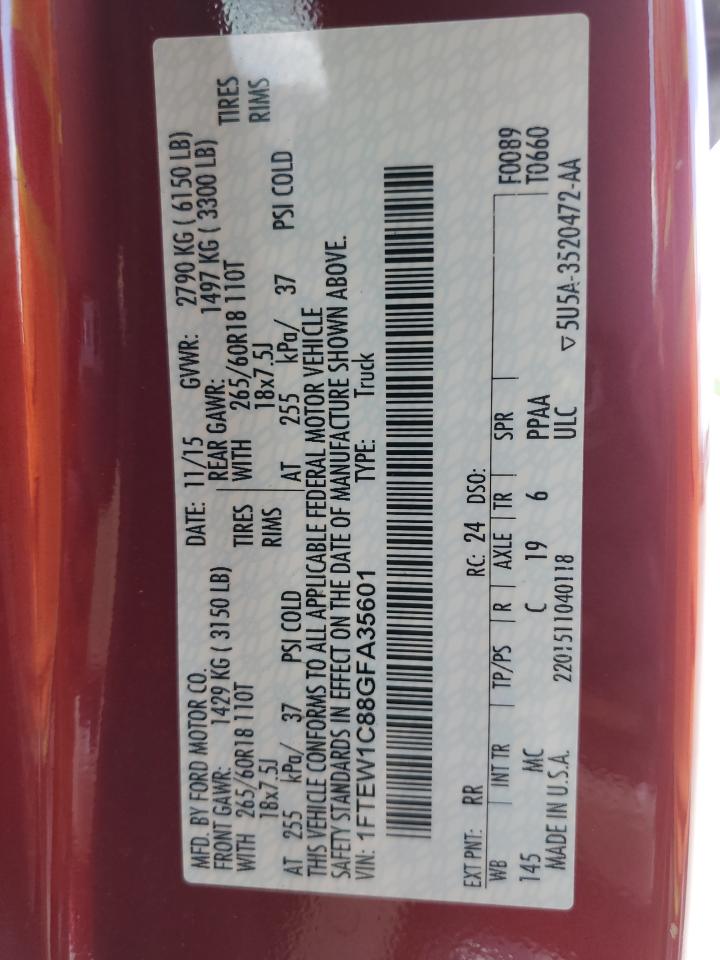 MFD. BY FORD MOTOR CO. DATE: 11/15 GVWR: 2790 KG ( 6150 LB)
FRONT GAWR: 1429 KG ( 3150 LB) REAR GAWR: 1497 KG ( 3300 LB)
WITH 265/60R18 110T TIRES WITH 265/60R18 110T TIRES
18x7.5J RIMS 18x7.5J RIMS
AT 255 kPa/ 37 PSI COLD AT 255 kPa/ 37 PSI COLD
THIS VEHICLE CONFORMS TO ALL APPLICABLE FEDERAL MOTOR VEHICLE
SAFETY STANDARDS IN EFFECT ON THE DATE OF MANUFACTURE SHOWN ABOVE.
VIN: 1FTEW1C88GFA35601 TYPE: Truck
EXT PNT: RR RC: 24 DSO: F0089
WB INT TR TP/PS R AXLE TR SPR T0660
145 MC C 19 6 PPAA
MADE IN U.S.A. 2201511040118 ULC ▽5U5A-3520472-AA